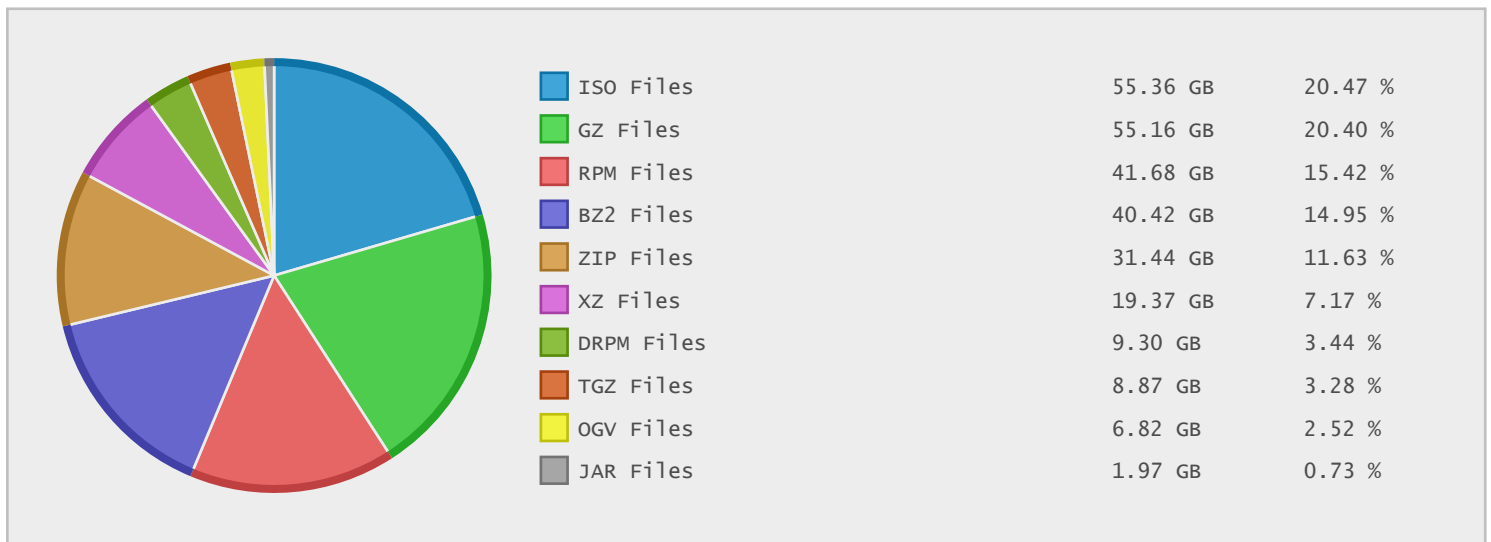 ISO Files 55.36 GB 20.47 %
GZ Files 55.16 GB 20.40 %
RPM Files 41.68 GB 15.42 %
BZ2 Files 40.42 GB 14.95 %
ZIP Files 31.44 GB 11.63 %
XZ Files 19.37 GB 7.17 %
DRPM Files 9.30 GB 3.44 %
TGZ Files 8.87 GB 3.28 %
OGV Files 6.82 GB 2.52 %
JAR Files 1.97 GB 0.73 %